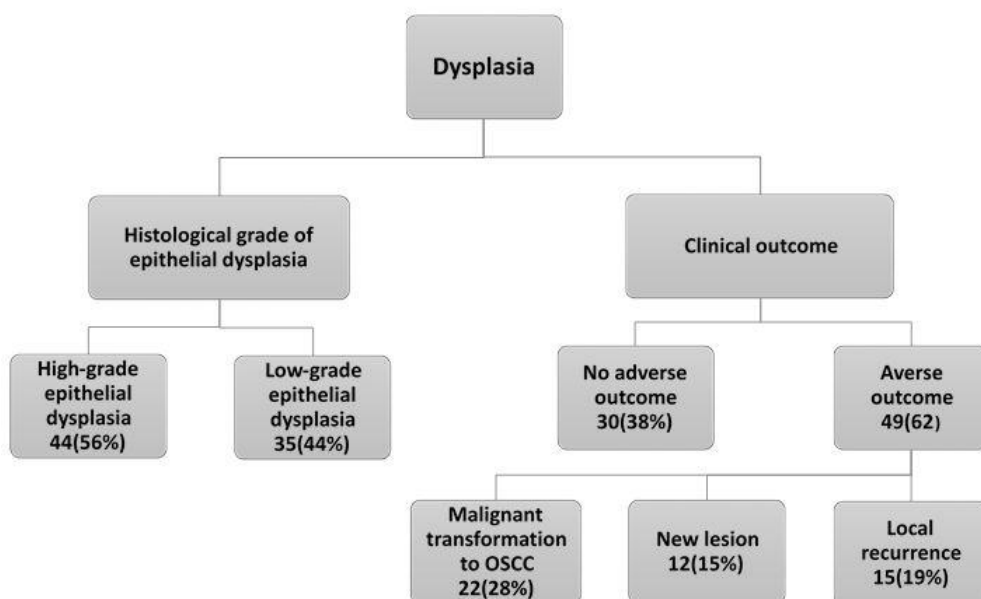 Dysplasia
Histological grade of
epithelial dysplasia
Clinical outcome
High-grade
epithelial
dysplasia
44(56%)
Low-grade
epithelial
dysplasia
35(44%)
No adverse
outcome
30(38%)
Averse
outcome
49(62)
Malignant
transformation
to OSCC
22(28%)
New lesion
12(15%)
Local
recurrence
15(19%)